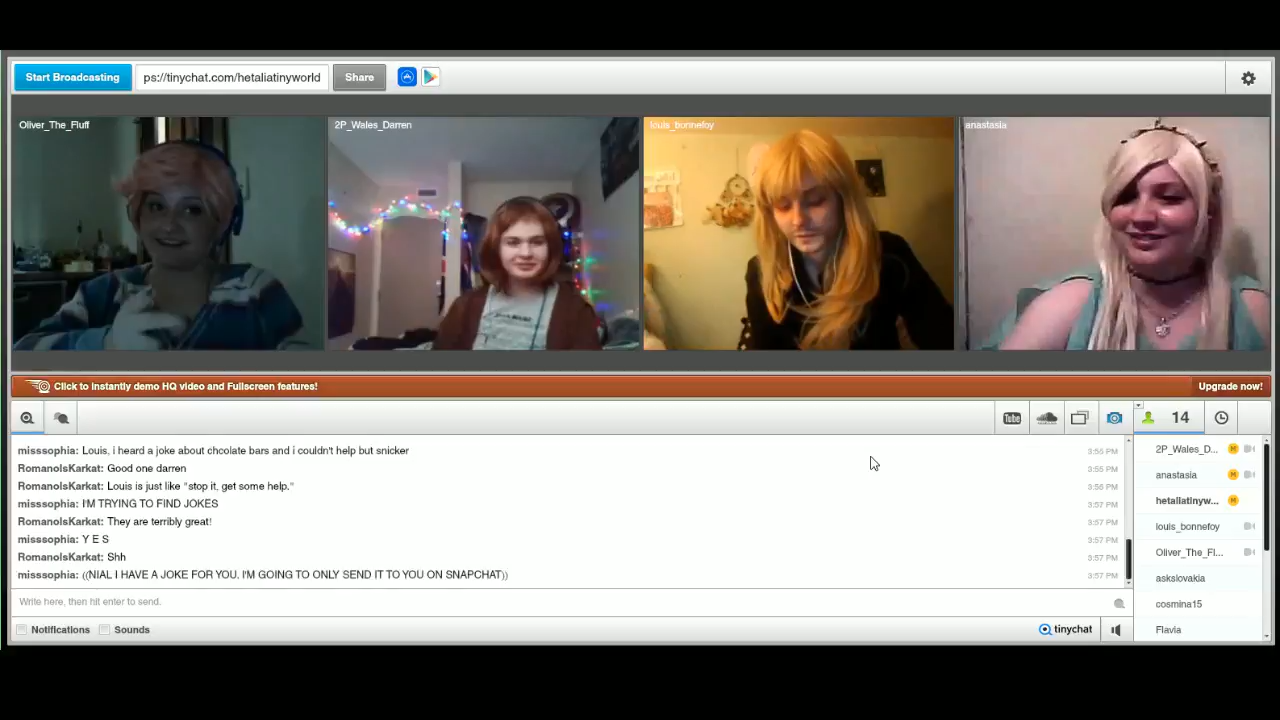 Start Broadcasting
ps://tinychat.com/hetaliatinyworld
Share
Oliver_The_Fluff
2P_Wales_Darren
louis_bonnefoy
anastasia
Click to instantly demo HQ video and Fullscreen features!
Upgrade now!
You Tube
14
misssophia: Louis, i heard a joke about chcolate bars and i couldn't help but snicker 3:55 PM
RomanoIsKarkat: Good one darren 3:55 PM
RomanoIsKarkat: Louis is just like "stop it, get some help." 3:56 PM
misssophia: I'M TRYING TO FIND JOKES 3:57 PM
RomanoIsKarkat: They are terribly great! 3:57 PM
misssophia: Y E S 3:57 PM
RomanoIsKarkat: Shh 3:57 PM
misssophia: ((NIAL I HAVE A JOKE FOR YOU. I'M GOING TO ONLY SEND IT TO YOU ON SNAPCHAT)) 3:57 PM
2P_Wales_D... M
anastasia M
hetaliatinyw... M
louis_bonnefoy
Oliver_The_Fl...
askslovakia
cosmina15
Flavia
Write here, then hit enter to send.
Notifications
Sounds
tinychat